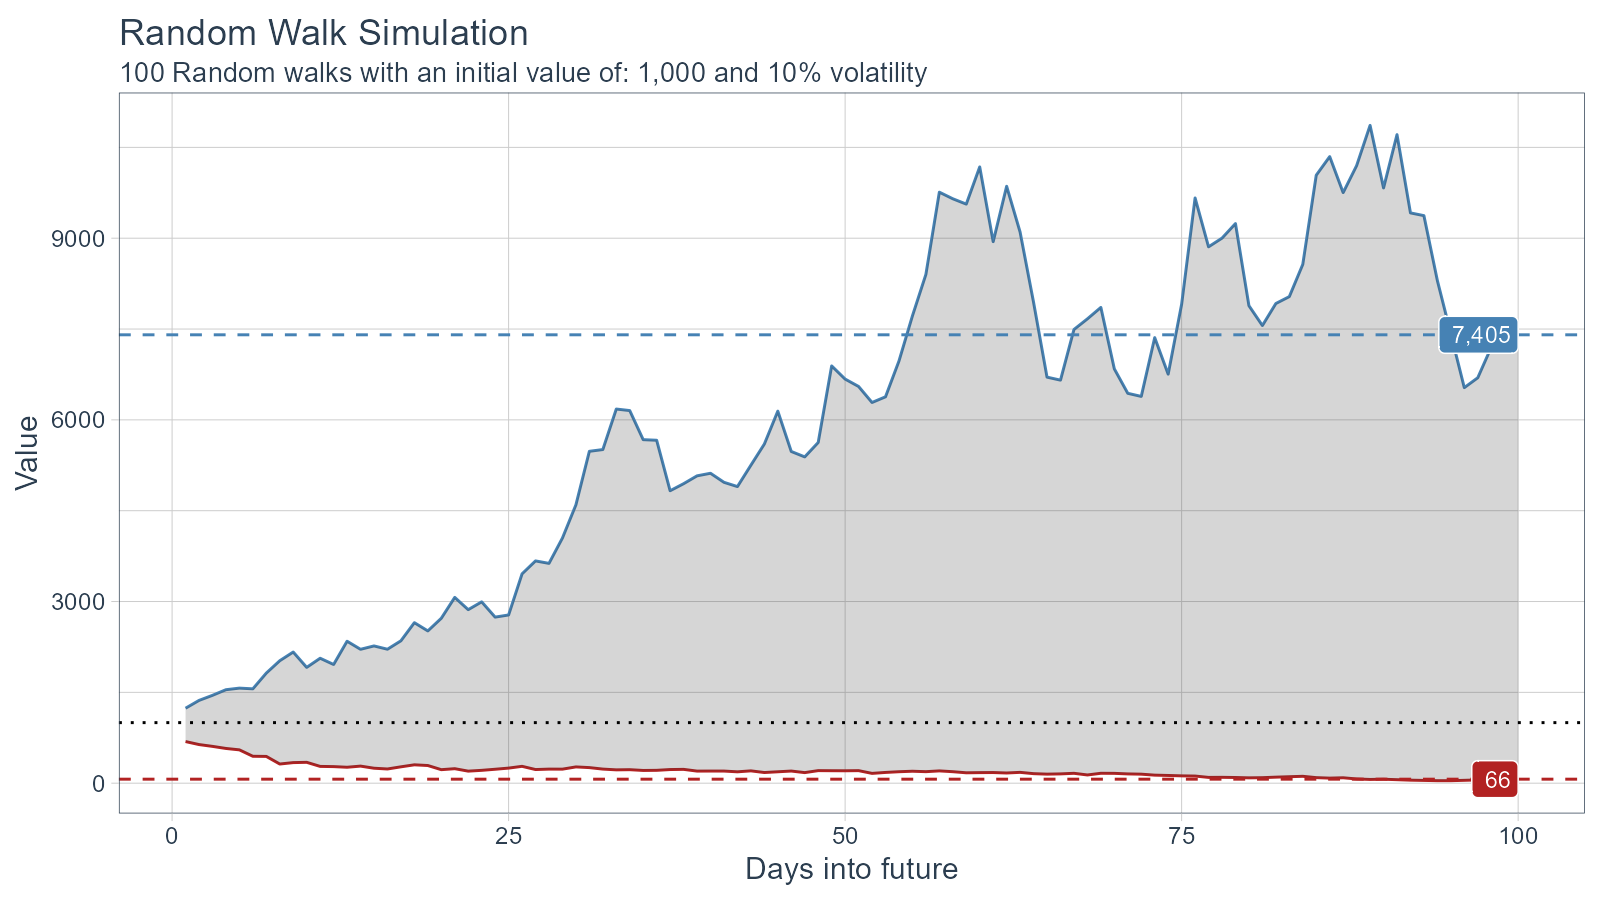 Random Walk Simulation
100 Random walks with an initial value of: 1,000 and 10% volatility
9000
6000
3000
0
Value
7,405
66
0 25 50 75 100
Days into future